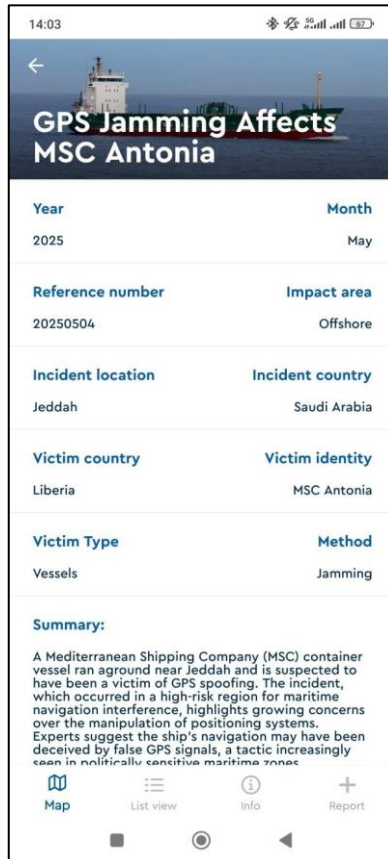 14:03
5G
67
GPS Jamming Affects
MSC Antonia
Year Month
2025 May
Reference number Impact area
20250504 Offshore
Incident location Incident country
Jeddah Saudi Arabia
Victim country Victim identity
Liberia MSC Antonia
Victim Type Method
Vessels Jamming
Summary:
A Mediterranean Shipping Company (MSC) container
vessel ran aground near Jeddah and is suspected to
have been a victim of GPS spoofing. The incident,
which occurred in a high-risk region for maritime
navigation interference, highlights growing concerns
over the manipulation of positioning systems.
Experts suggest the ship's navigation may have been
deceived by false GPS signals, a tactic increasingly
seen in politically sensitive maritime zones
Map List view Info Report